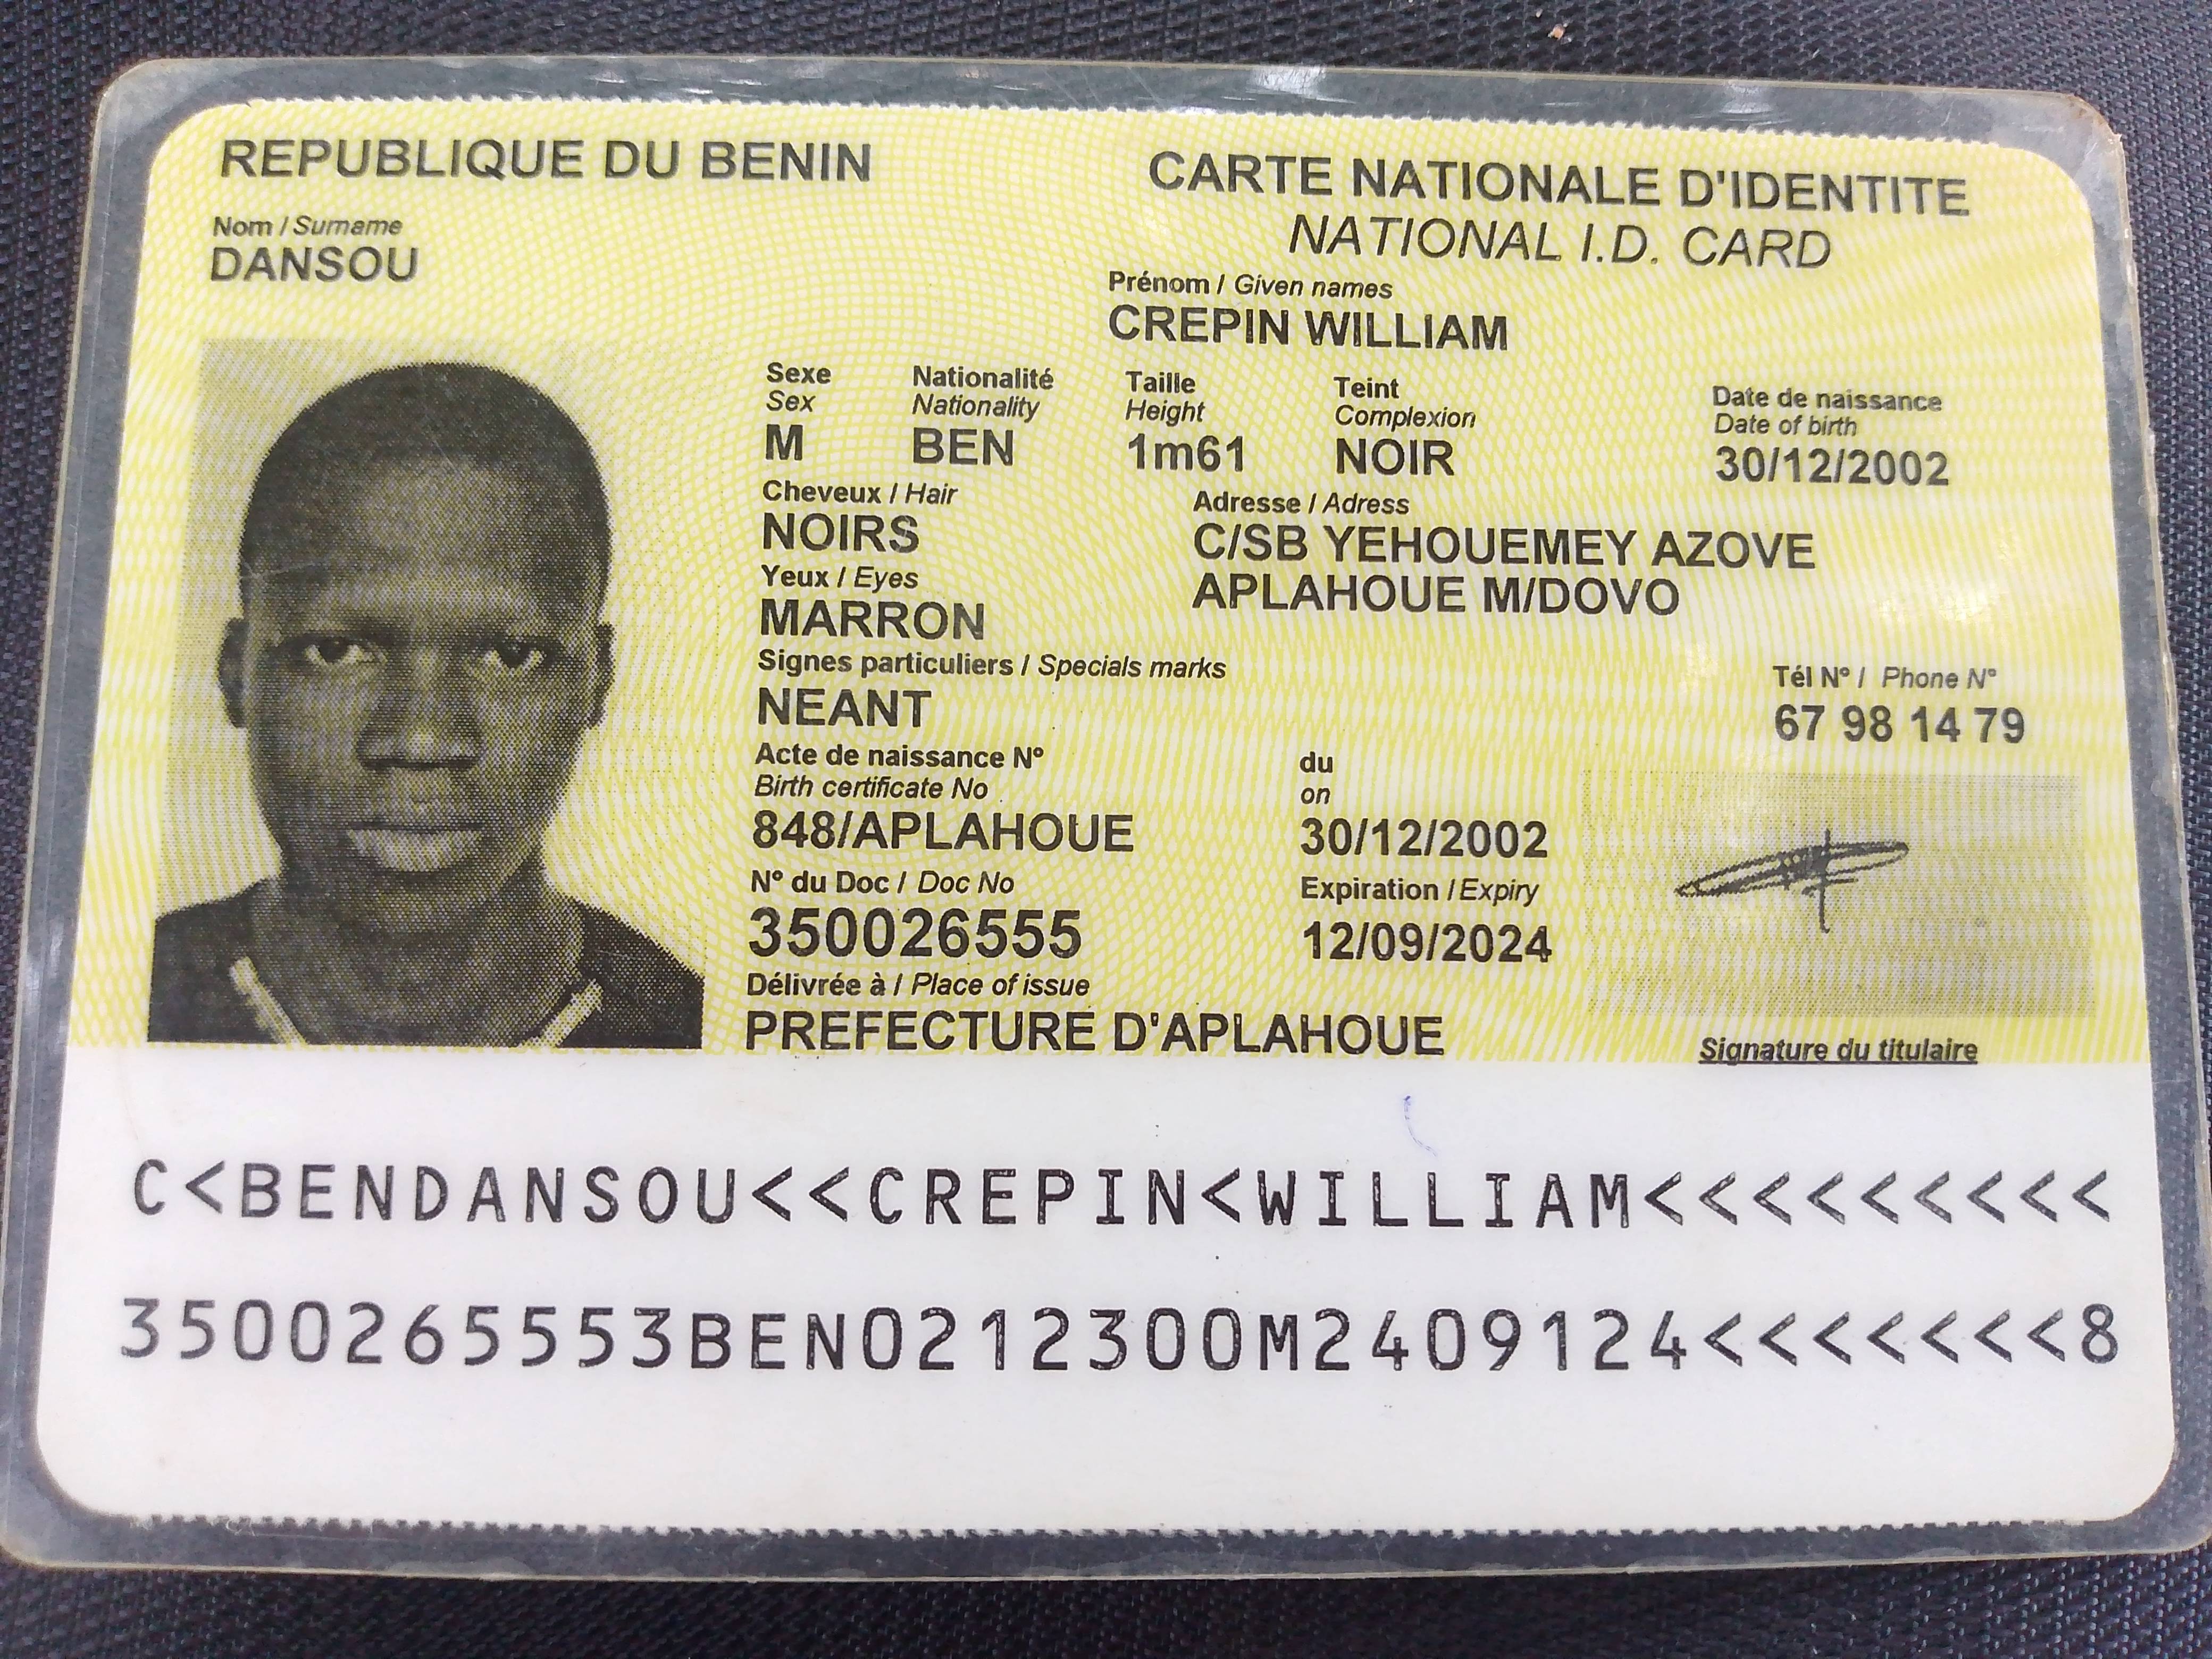 REPUBLIQUE DU BENIN
CARTE NATIONALE D'IDENTITE
NATIONAL I.D. CARD
Nom / Surname
DANSOU
Prénom / Given names
CREPIN WILLIAM
Sexe Nationalité Taille Teint Date de naissance
Sex Nationality Height Complexion Date of birth
M BEN 1m61 NOIR 30/12/2002
Cheveux / Hair Adresse / Adress
NOIRS C/SB YEHOUEMEY AZOVE
Yeux / Eyes APLAHOUE M/DOVO
MARRON
Signes particuliers / Specials marks Tél Nº / Phone Nº
NEANT 67 98 14 79
Acte de naissance Nº du
Birth certificate No on
848/APLAHOUE 30/12/2002
Nº du Doc / Doc No Expiration / Expiry
350026555 12/09/2024
Délivrée à / Place of issue
PREFECTURE D'APLAHOUE
Signature du titulaire
C<BENDANSOU<<CREPIN<WILLIAM<<<<<<<<<
3500265553BEN0212300M2409124<<<<<<<8